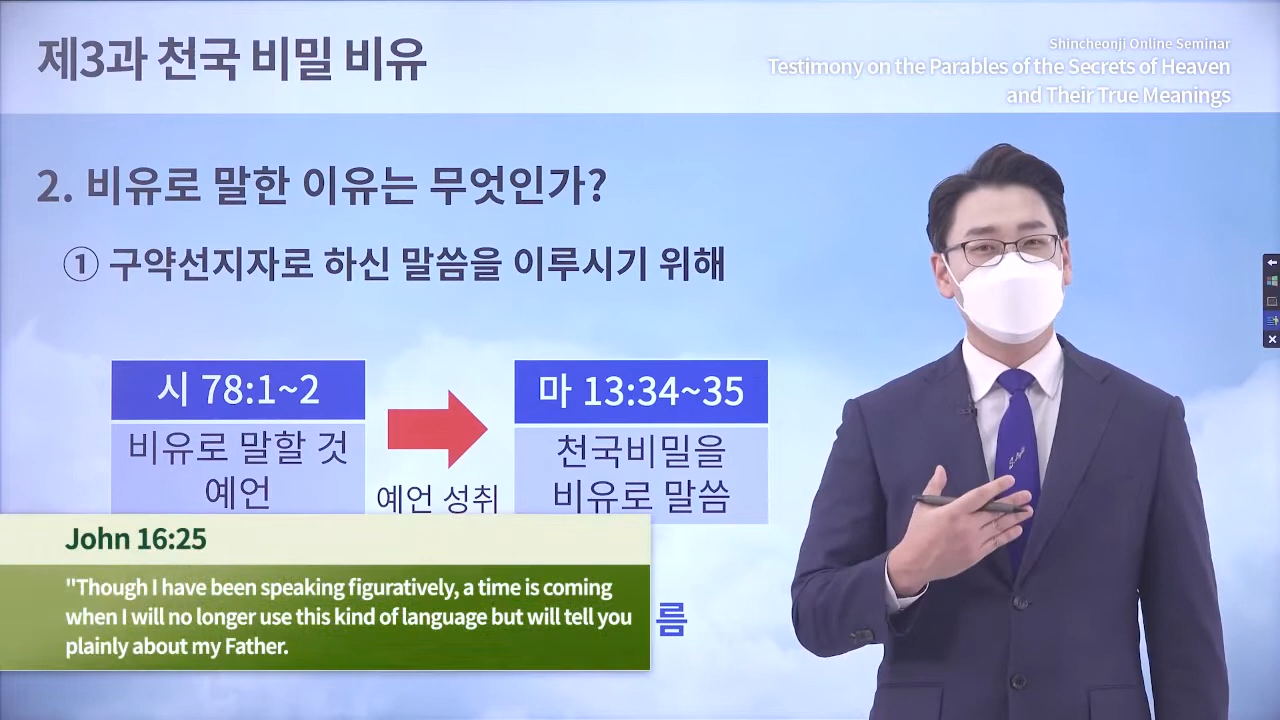 제3과 천국 비밀 비유
Shincheonji Online Seminar
Testimony on the Parables of the Secrets of Heaven
and Their True Meanings
2. 비유로 말한 이유는 무엇인가?
① 구약선지자로 하신 말씀을 이루시기 위해
시 78:1~2
비유로 말할 것
예언
예언 성취
마 13:34~35
천국비밀을
비유로 말씀
름
John 16:25
"Though I have been speaking figuratively, a time is coming
when I will no longer use this kind of language but will tell you
plainly about my Father.